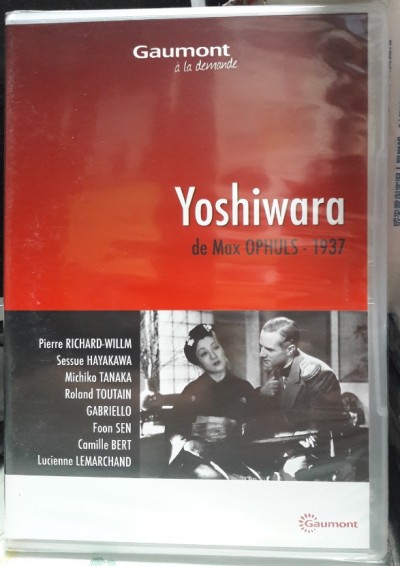 Gaumont
à la demande
Yoshiwara
de Max OPHULS - 1937
Pierre RICHARD-WILLM
Sessue HAYAKAWA
Michiko TANAKA
Roland TOUTAIN
GABRIELLO
Foon SEN
Camille BERT
Lucienne LEMARCHAND
Gaumont